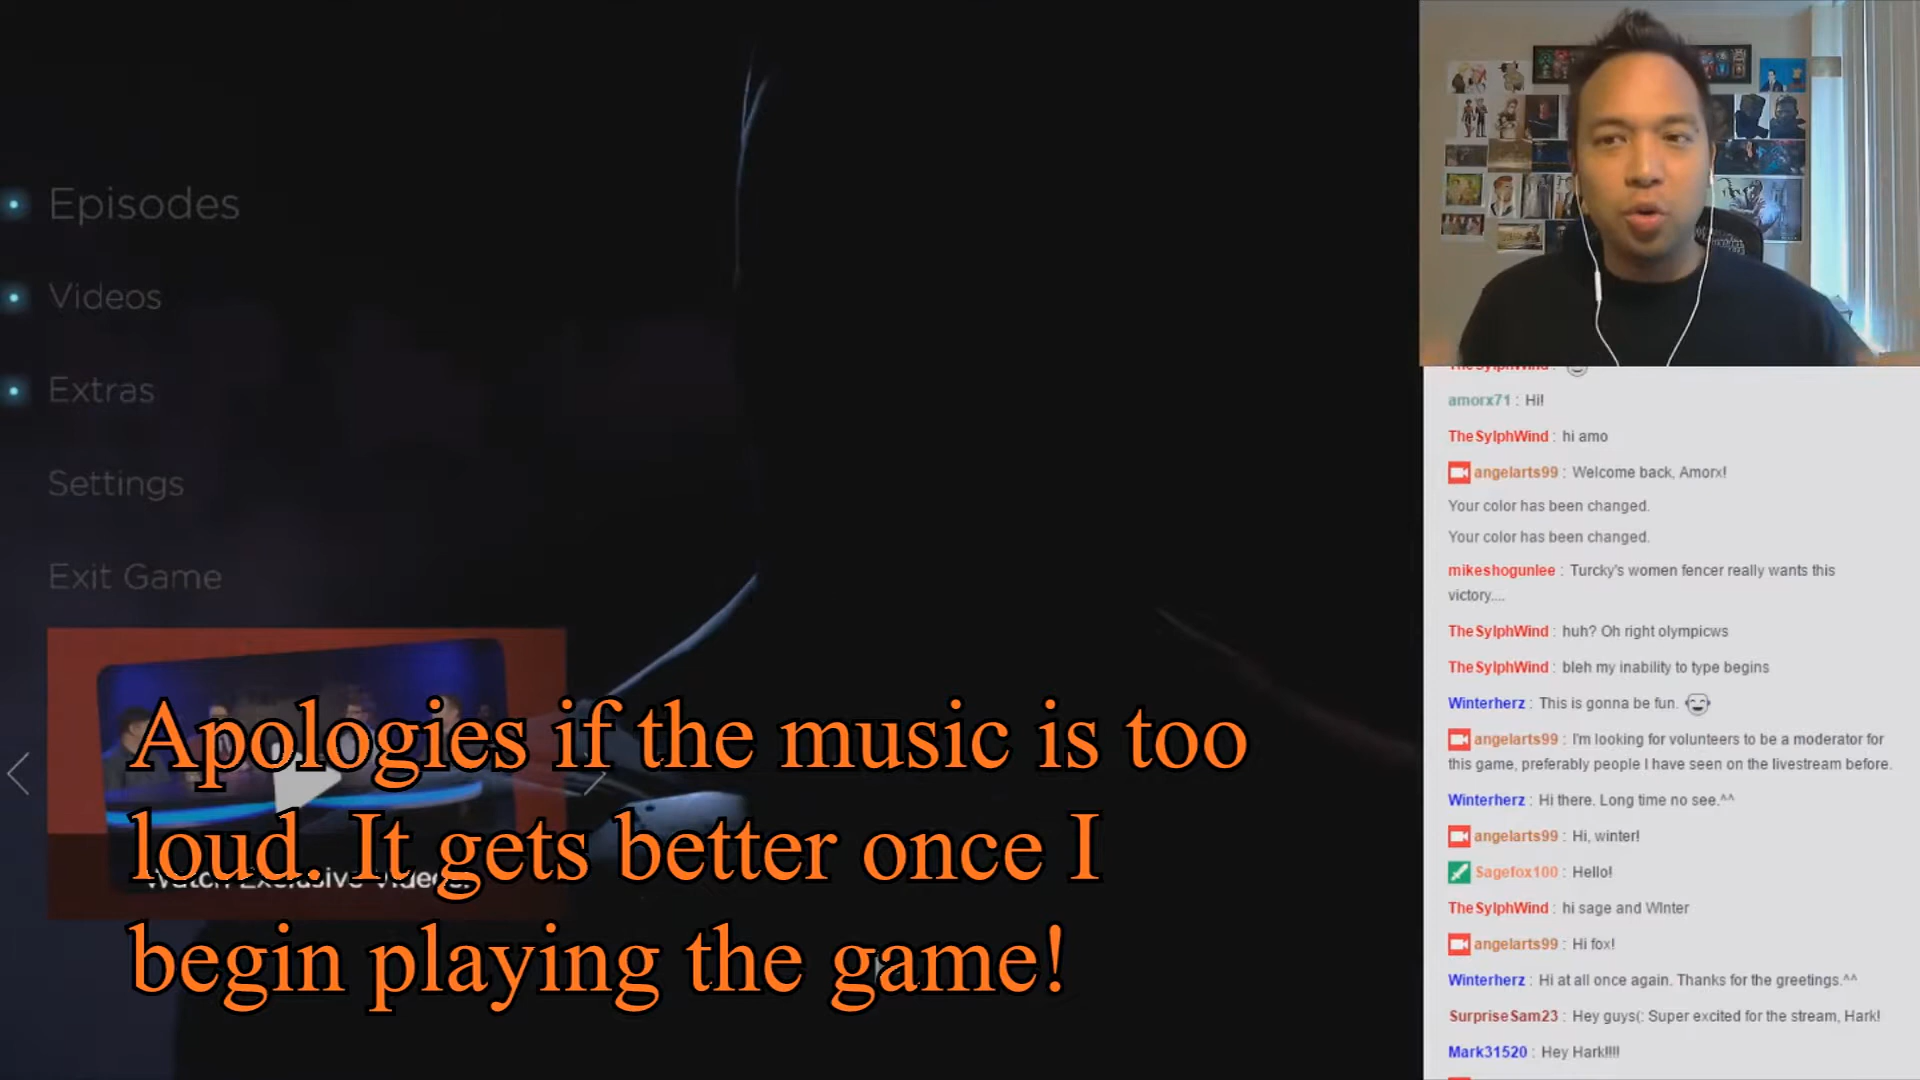 Episodes
Videos
Extras
Settings
Exit Game
Watch Exclusive Videos!
Apologies if the music is too
loud. It gets better once I
begin playing the game!
TheSylphWind :
amorx71 : Hi!
TheSylphWind : hi amo
angelarts99 : Welcome back, Amorx!
Your color has been changed.
Your color has been changed.
mikeshogunlee : Turcky's women fencer really wants this
victory....
TheSylphWind : huh? Oh right olympicws
TheSylphWind : bleh my inability to type begins
Winterherz : This is gonna be fun.
angelarts99 : I'm looking for volunteers to be a moderator for
this game, preferably people I have seen on the livestream before.
Winterherz : Hi there. Long time no see.^^
angelarts99 : Hi, winter!
Sagefox100 : Hello!
TheSylphWind : hi sage and WInter
angelarts99 : Hi fox!
Winterherz : Hi at all once again. Thanks for the greetings.^^
SurpriseSam23 : Hey guys(: Super excited for the stream, Hark!
Mark31520 : Hey Hark!!!!